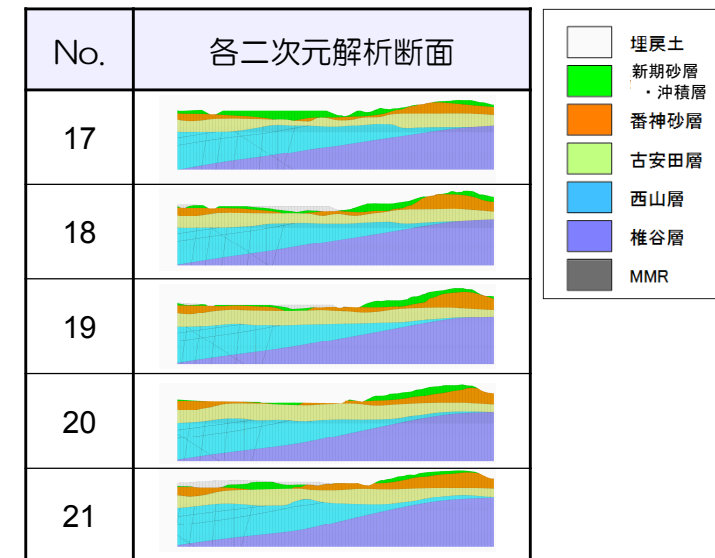 No.
各二次元解析断面
17
18
19
20
21
埋戻土
新期砂層
・沖積層
番神砂層
古安田層
西山層
椎谷層
MMR